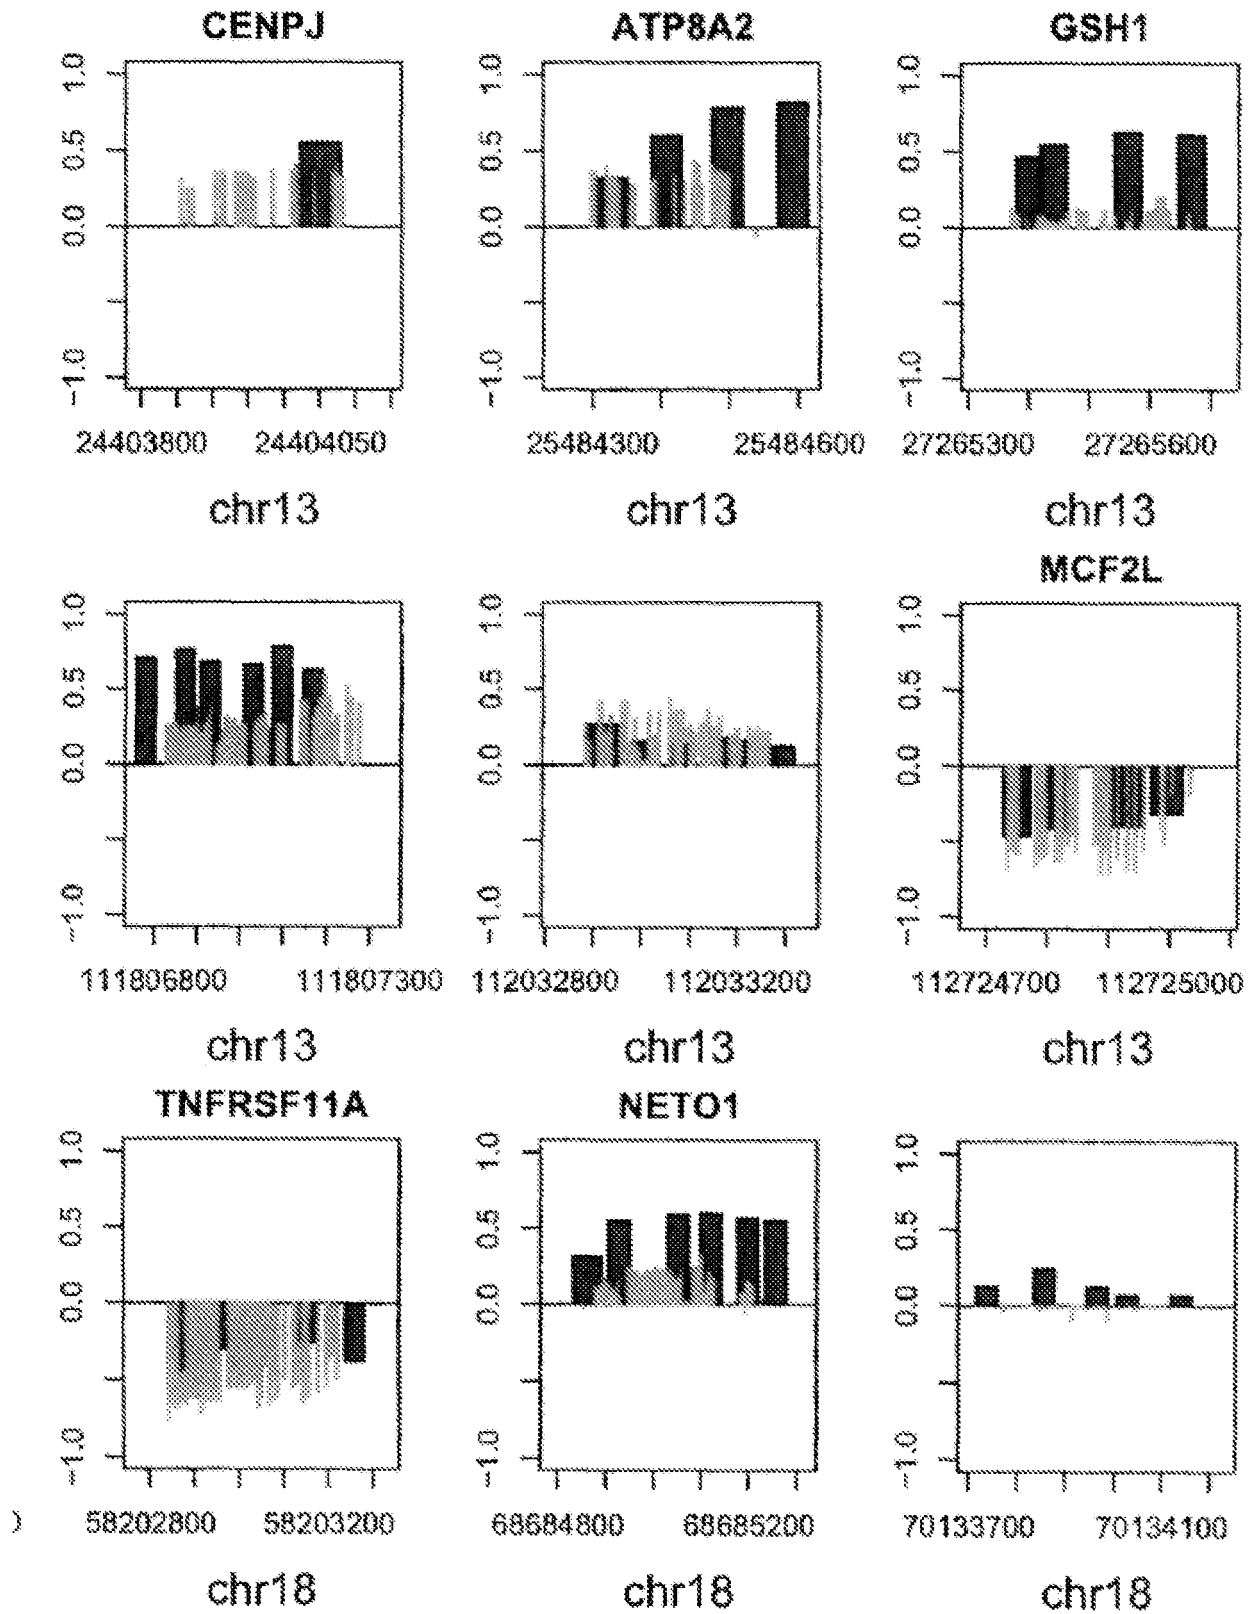 CENPJ ATP8A2 GSH1
1.0 1.0 1.0
0.5 0.5 0.5
0.0 0.0 0.0
-1.0 -1.0 -1.0
24403800 24404050 25484300 25484600 27265300 27265600
chr13 chr13 chr13
MCF2L
1.0 1.0 1.0
0.5 0.5 0.5
0.0 0.0 0.0
-1.0 -1.0 -1.0
111806800 111807300 112032800 112033200 112724700 112725000
chr13 chr13 chr13
TNFRSF11A NETO1
1.0 1.0 1.0
0.5 0.5 0.5
0.0 0.0 0.0
-1.0 -1.0 -1.0
) 58202800 58203200 68684800 68685200 70133700 70134100
chr18 chr18 chr18